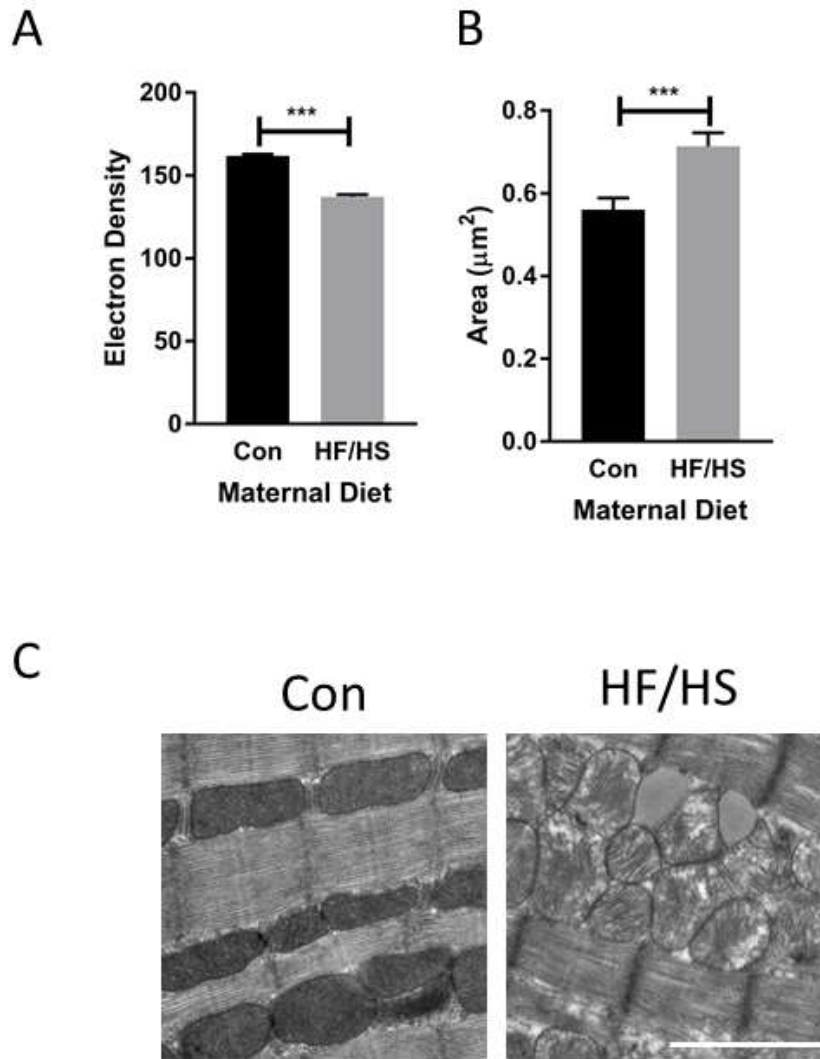 A
B
200
150
100
50
0
Electron Density
***
Con HF/HS
Maternal Diet
0.8
0.6
0.4
0.2
0.0
Area (µm²)
***
Con HF/HS
Maternal Diet
C
Con
HF/HS